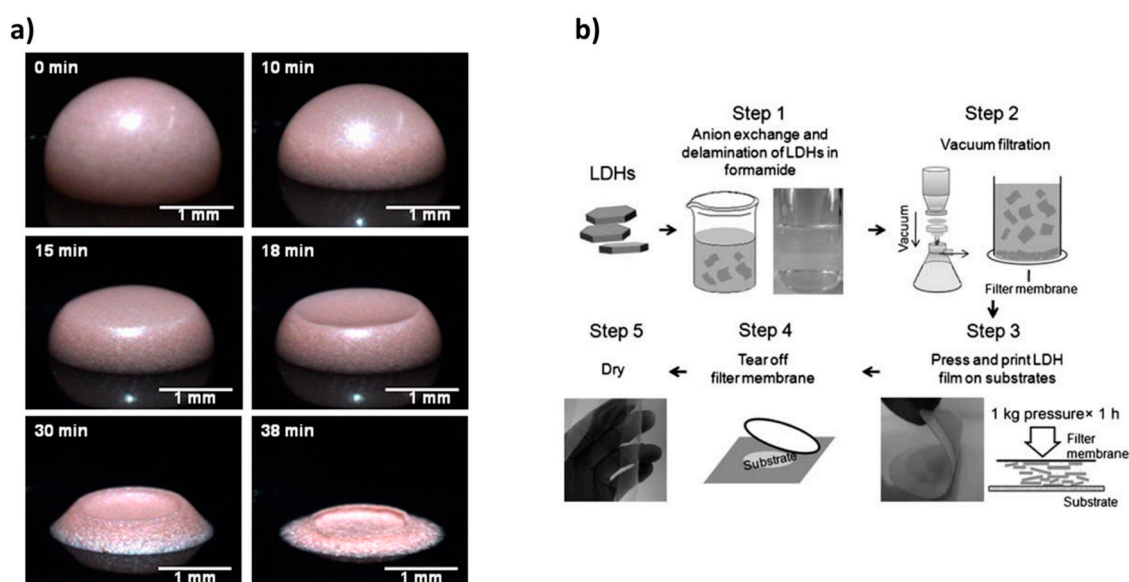 a)
0 min
1 mm
10 min
1 mm
15 min
1 mm
18 min
1 mm
30 min
1 mm
38 min
1 mm
b)
LDHs
Step 1
Anion exchange and
delamination of LDHs in
formamide
Step 2
Vacuum filtration
Vacuum
Filter membrane
Step 3
Press and print LDH
film on substrates
1 kg pressure× 1 h
Filter
membrane
Substrate
Step 4
Tear off
filter membrane
Substrate
Step 5
Dry